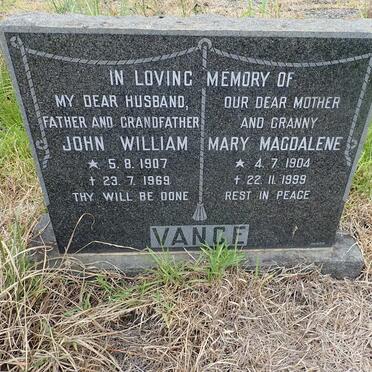 IN LOVING MEMORY OF
MY DEAR HUSBAND,
FATHER AND GRANDFATHER
JOHN WILLIAM
★ 5.8.1907
† 23.7.1969
THY WILL BE DONE
OUR DEAR MOTHER
AND GRANNY
MARY MAGDALENE
★ 4.7.1904
† 22.11.1999
REST IN PEACE
VANCE